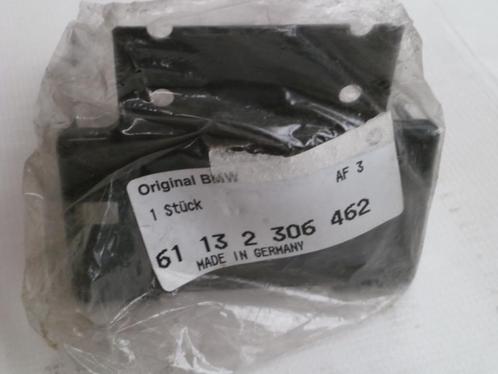 Original BMW AF 3
1 Stück
61 13 2 306 462
MADE IN GERMANY